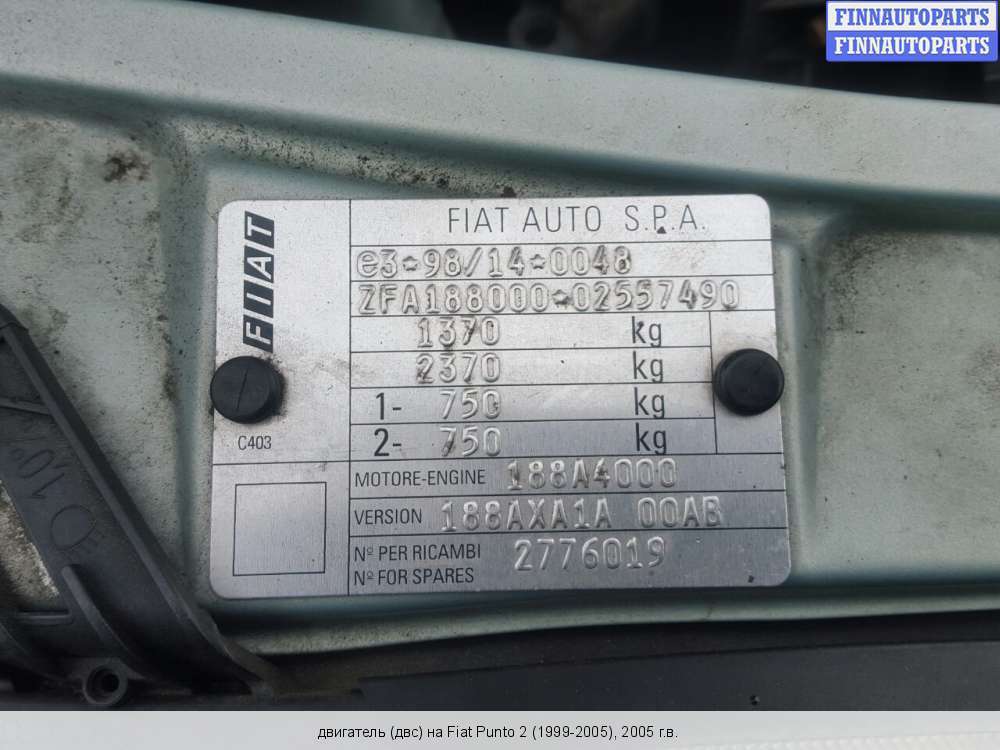 FINNAUTOPARTS
FINNAUTOPARTS
FIAT
FIAT AUTO S.P.A.
e3*98/14*0048
ZFA188000*02557490
1370 kg
2370 kg
1- 750 kg
2- 750 kg
C403
MOTORE-ENGINE 188A4000
VERSION 188AXA1A 00AB
Nº PER RICAMBI
Nº FOR SPARES 2776019
двигатель (двс) на Fiat Punto 2 (1999-2005), 2005 г.в.